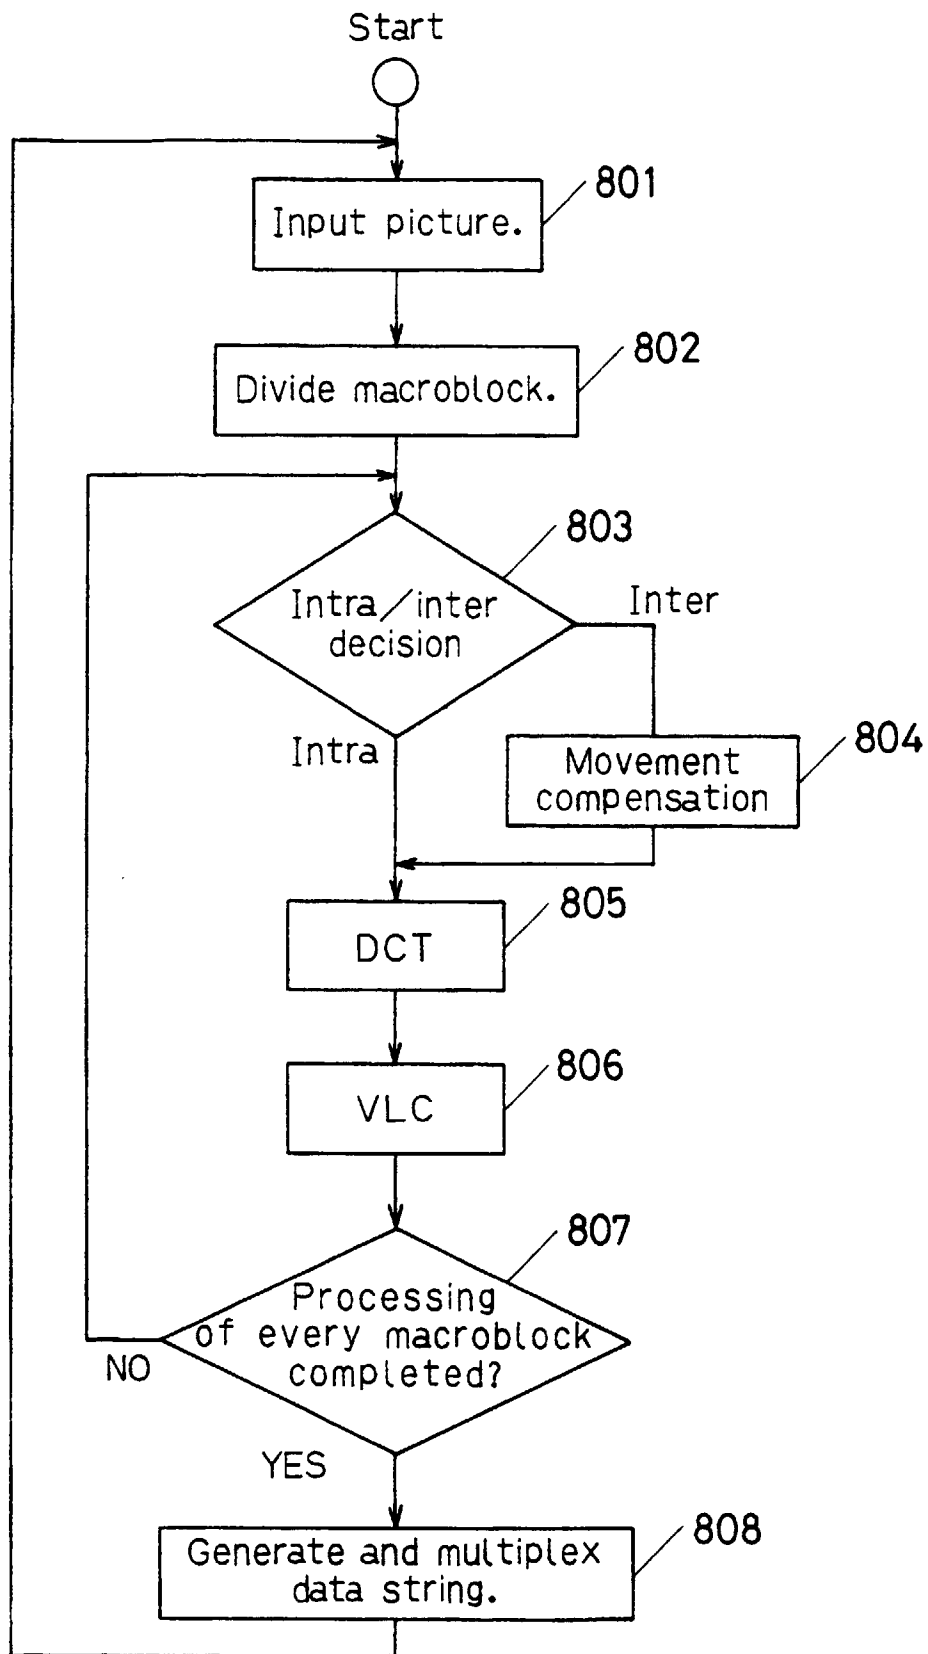 Start
801
Input picture.
802
Divide macroblock.
803
Intra/inter
decision
Inter
Intra
804
Movement
compensation
805
DCT
806
VLC
807
Processing
of every macroblock
completed?
NO
YES
808
Generate and multiplex
data string.